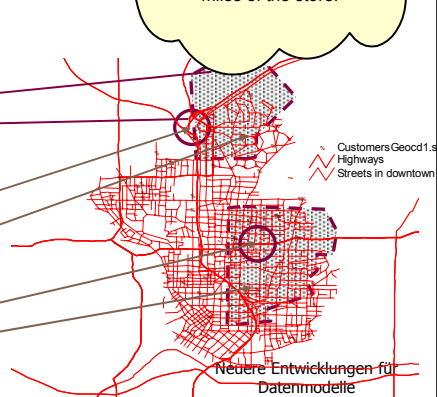 miles of the store.
CustomersGeocd1.s
Highways
Streets in downtown
Neuere Entwicklungen für
Datenmodelle